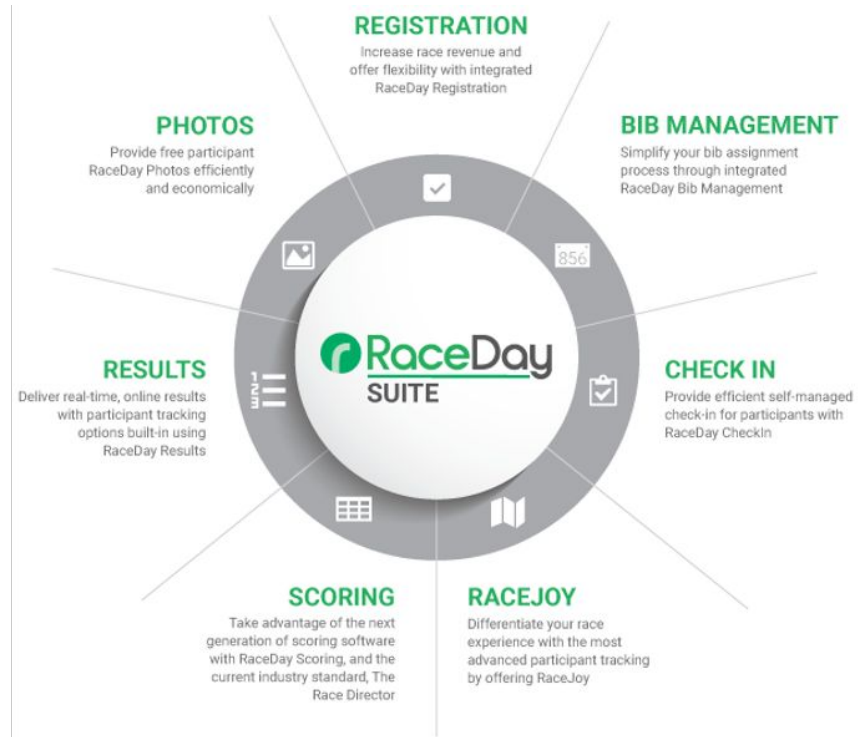 REGISTRATION
Increase race revenue and
offer flexibility with integrated
RaceDay Registration
BIB MANAGEMENT
Simplify your bib assignment
process through integrated
RaceDay Bib Management
856
CHECK IN
Provide efficient self-managed
check-in for participants with
RaceDay CheckIn
RACEJOY
Differentiate your race
experience with the most
advanced participant tracking
by offering RaceJoy
SCORING
Take advantage of the next
generation of scoring software
with RaceDay Scoring, and the
current industry standard, The
Race Director
RESULTS
Deliver real-time, online results
with participant tracking
options built-in using
RaceDay Results
1
2
3
PHOTOS
Provide free participant
RaceDay Photos efficiently
and economically
r RaceDay
SUITE